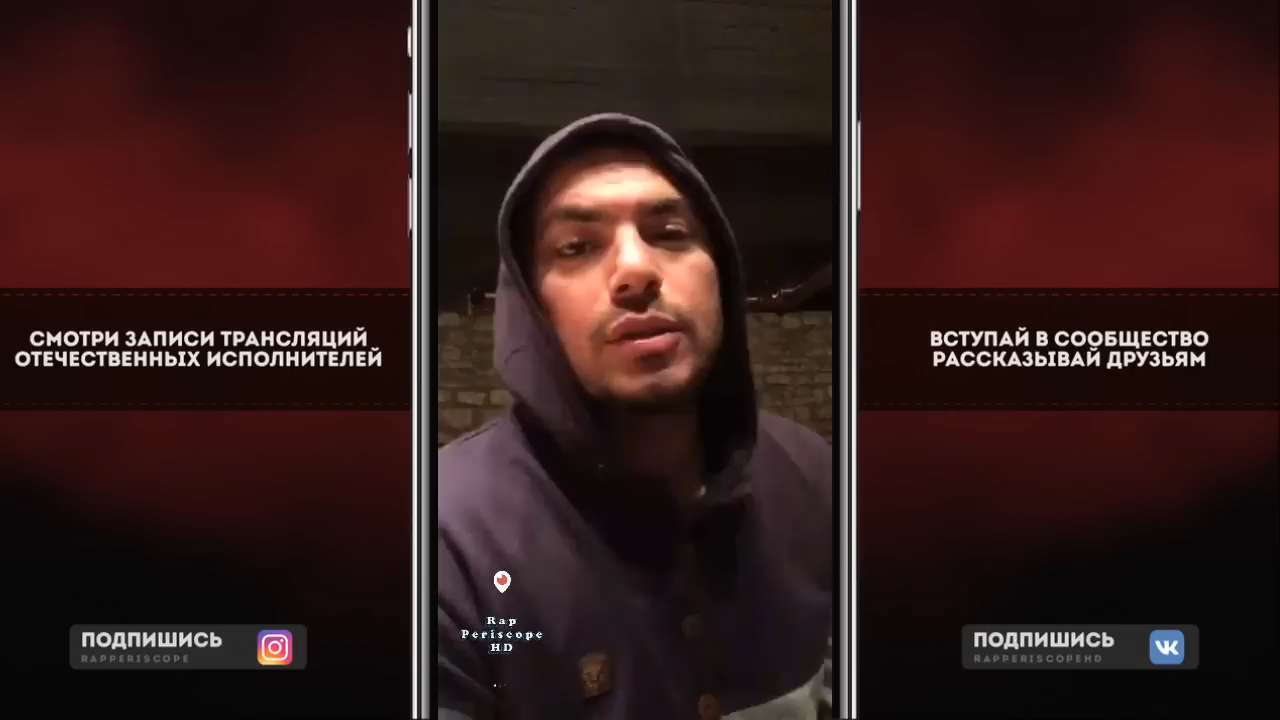 СМОТРИ ЗАПИСИ ТРАНСЛЯЦИЙ
ОТЕЧЕСТВЕННЫХ ИСПОЛНИТЕЛЕЙ
ВСТУПАЙ В СООБЩЕСТВО
РАССКАЗЫВАЙ ДРУЗЬЯМ
Rap
Periscope
HD
ПОДПИШИСЬ
RAPPERISCOPE
ПОДПИШИСЬ
RAPPERISCOPEHD